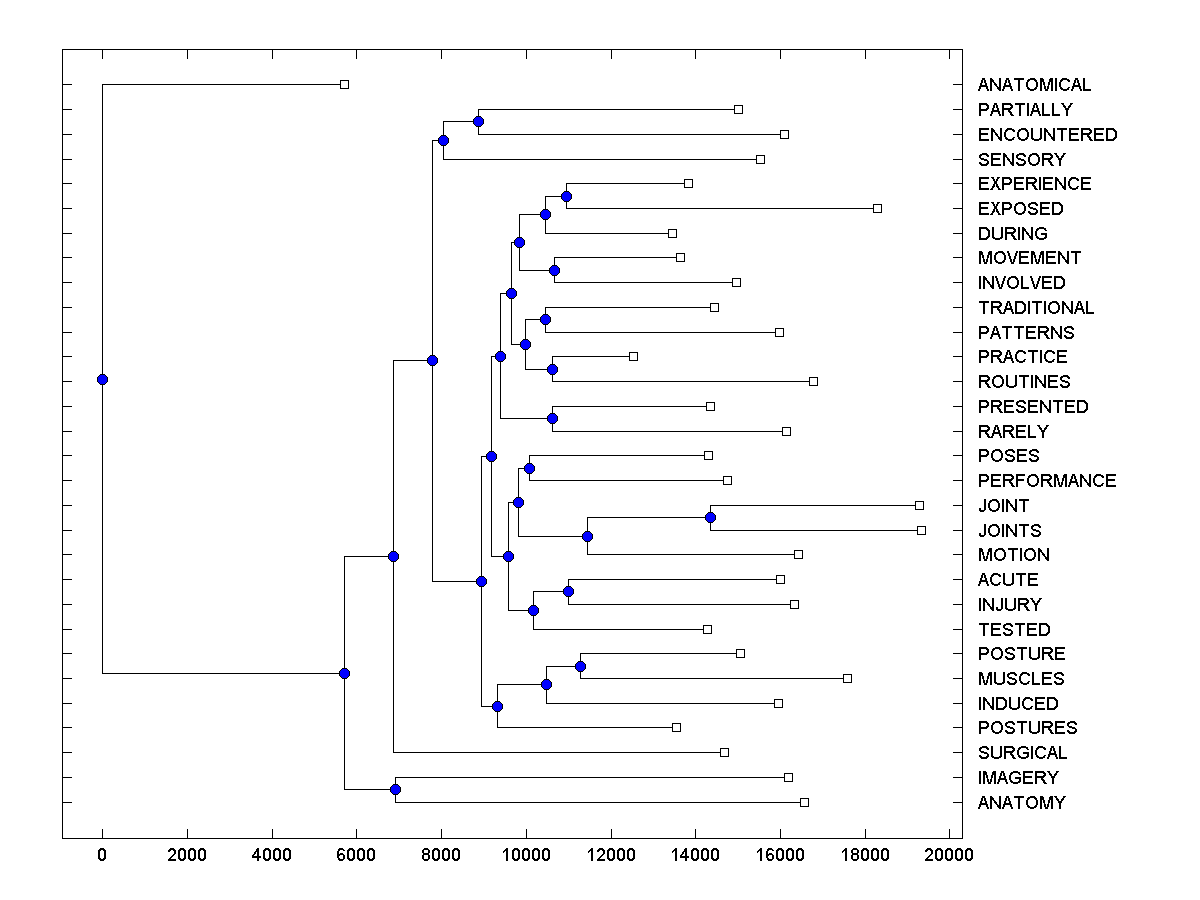 ANATOMICAL
PARTIALLY
ENCOUNTERED
SENSORY
EXPERIENCE
EXPOSED
DURING
MOVEMENT
INVOLVED
TRADITIONAL
PATTERNS
PRACTICE
ROUTINES
PRESENTED
RARELY
POSES
PERFORMANCE
JOINT
JOINTS
MOTION
ACUTE
INJURY
TESTED
POSTURE
MUSCLES
INDUCED
POSTURES
SURGICAL
IMAGERY
ANATOMY
0 2000 4000 6000 8000 10000 12000 14000 16000 18000 20000